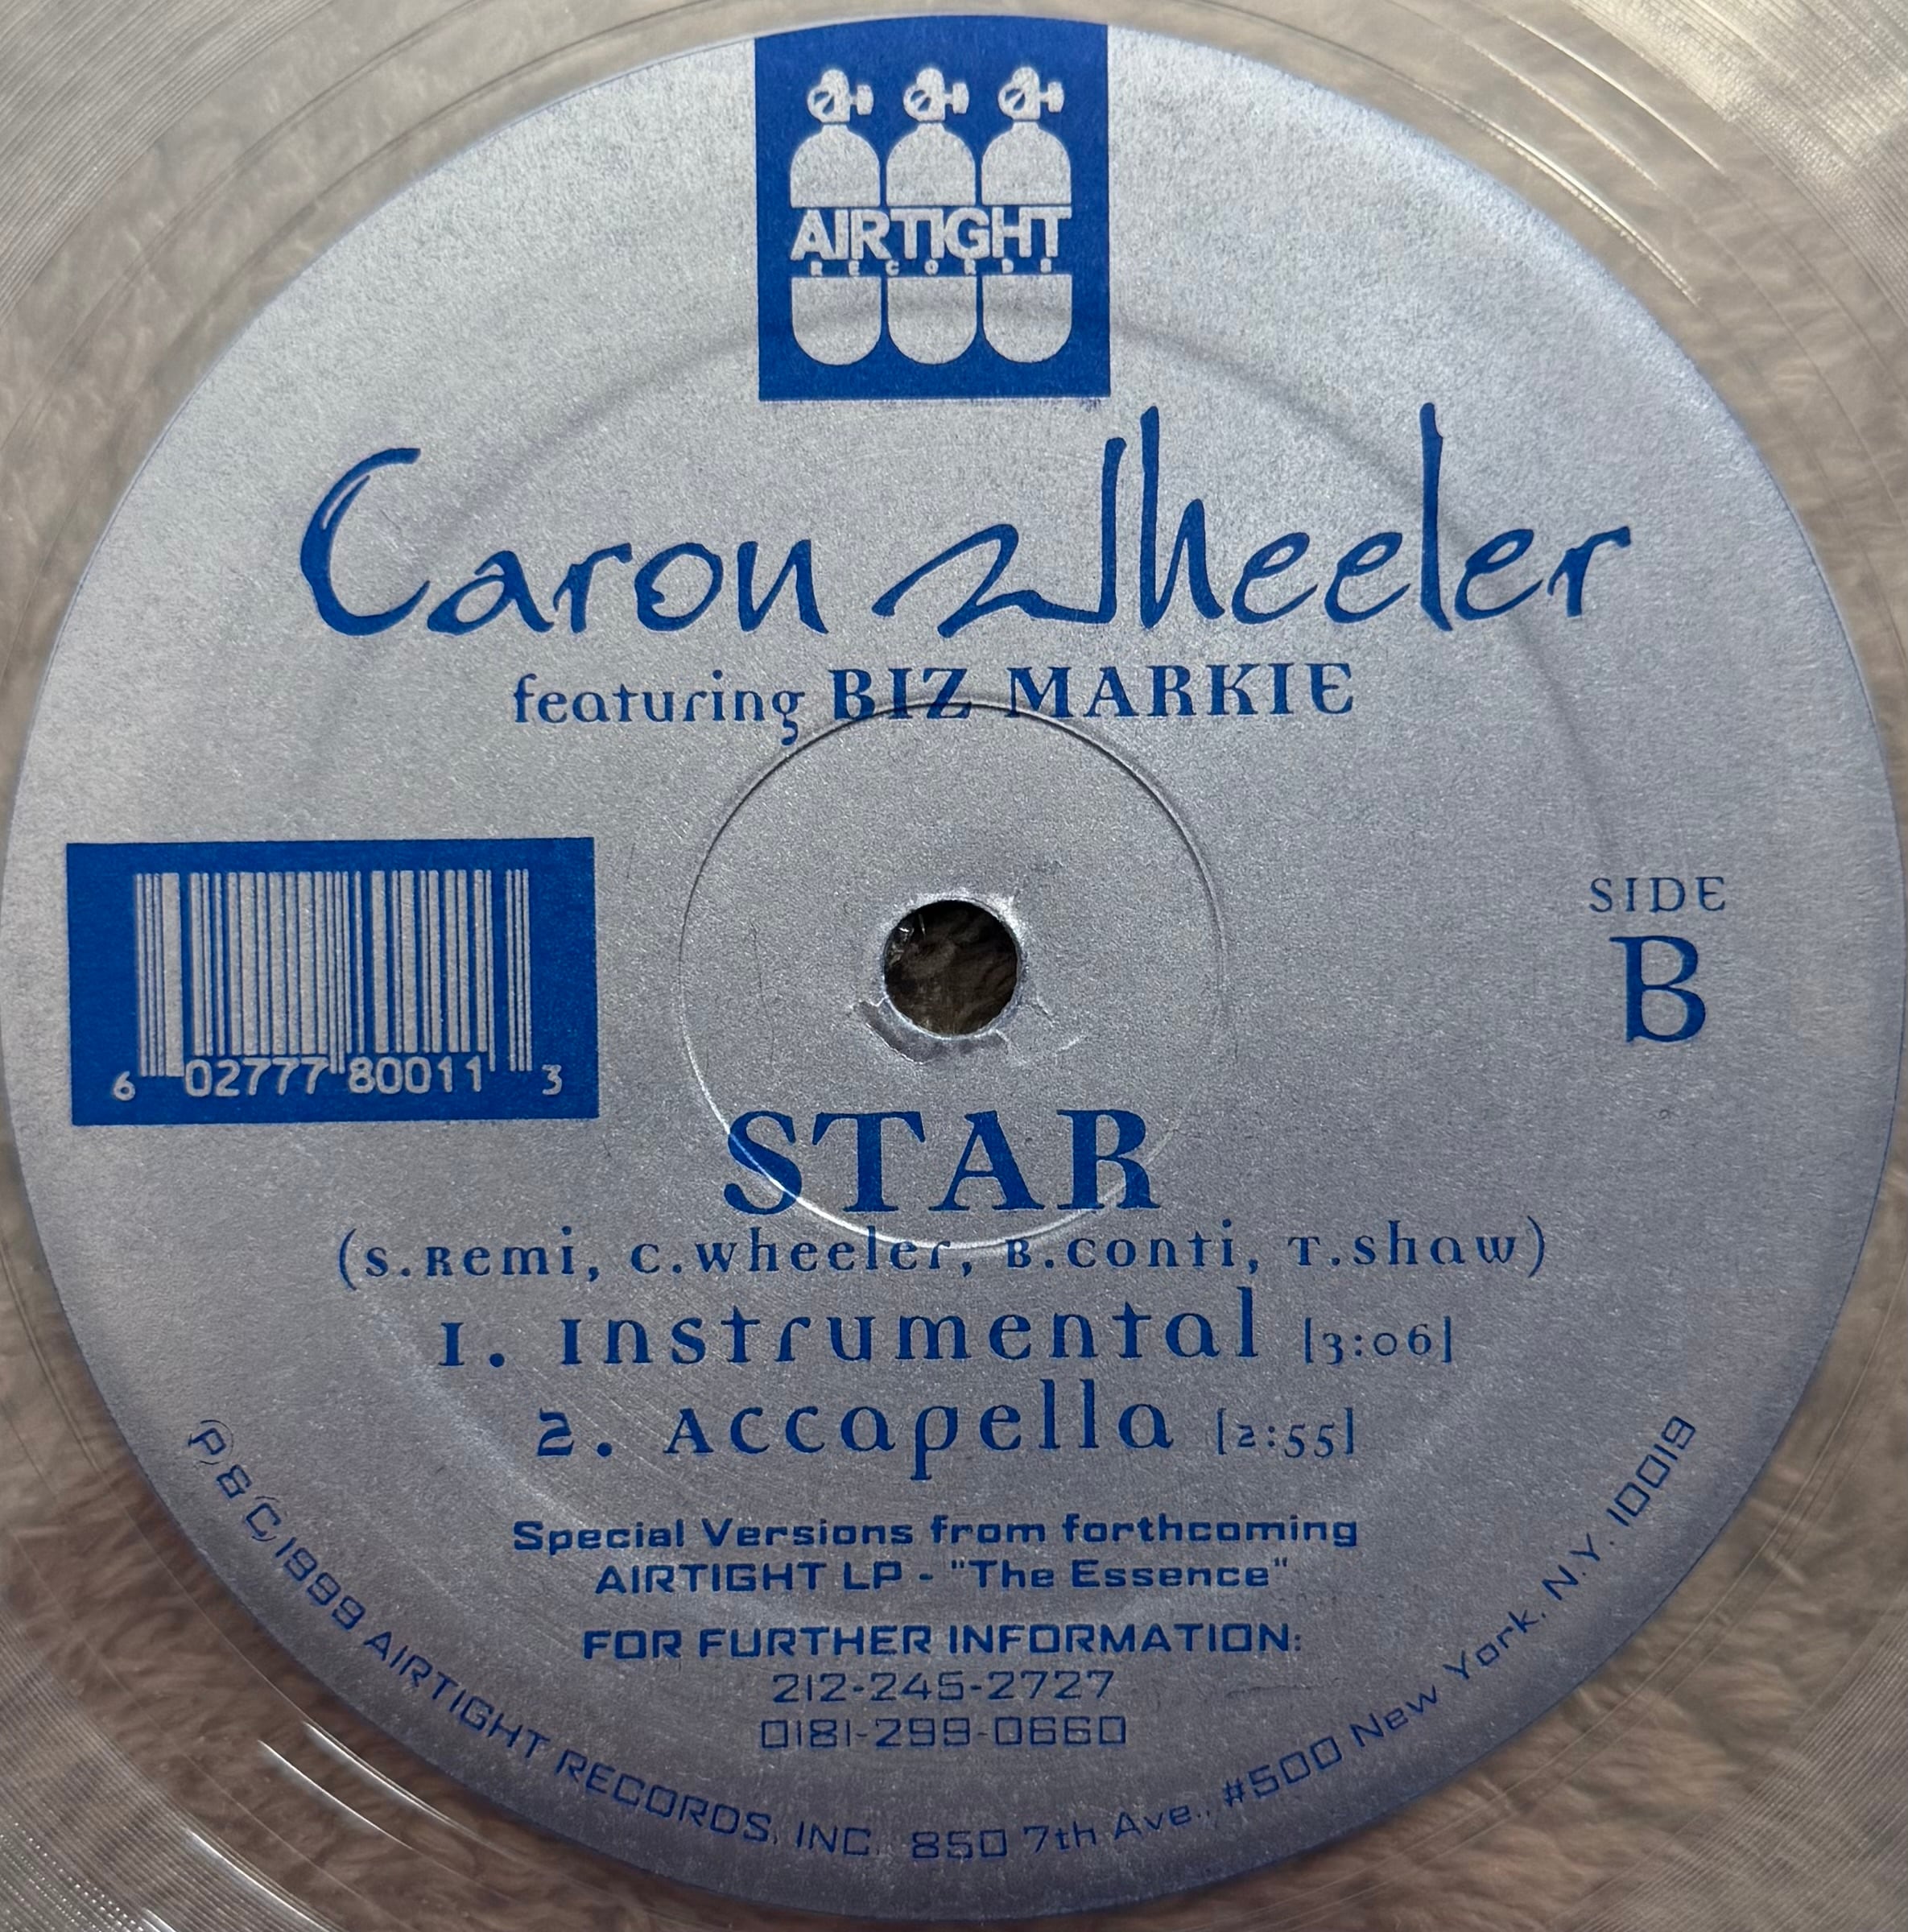 AIRTIGHT
RECORDS
Caron Wheeler
featuring BIZ MARKIE
6 02777 80011 3
SIDE
B
STAR
(S.Remi, C.Wheeler, B.Conti, T.Shaw)
1. Instrumental [3:06]
2. Accapella [2:55]
Special Versions from forthcoming
AIRTIGHT LP - "The Essence"
FOR FURTHER INFORMATION:
212-245-2727
0181-299-0660
℗ & © 1999 AIRTIGHT RECORDS, INC. 850 7th Ave., #500 New York, N.Y. 10019